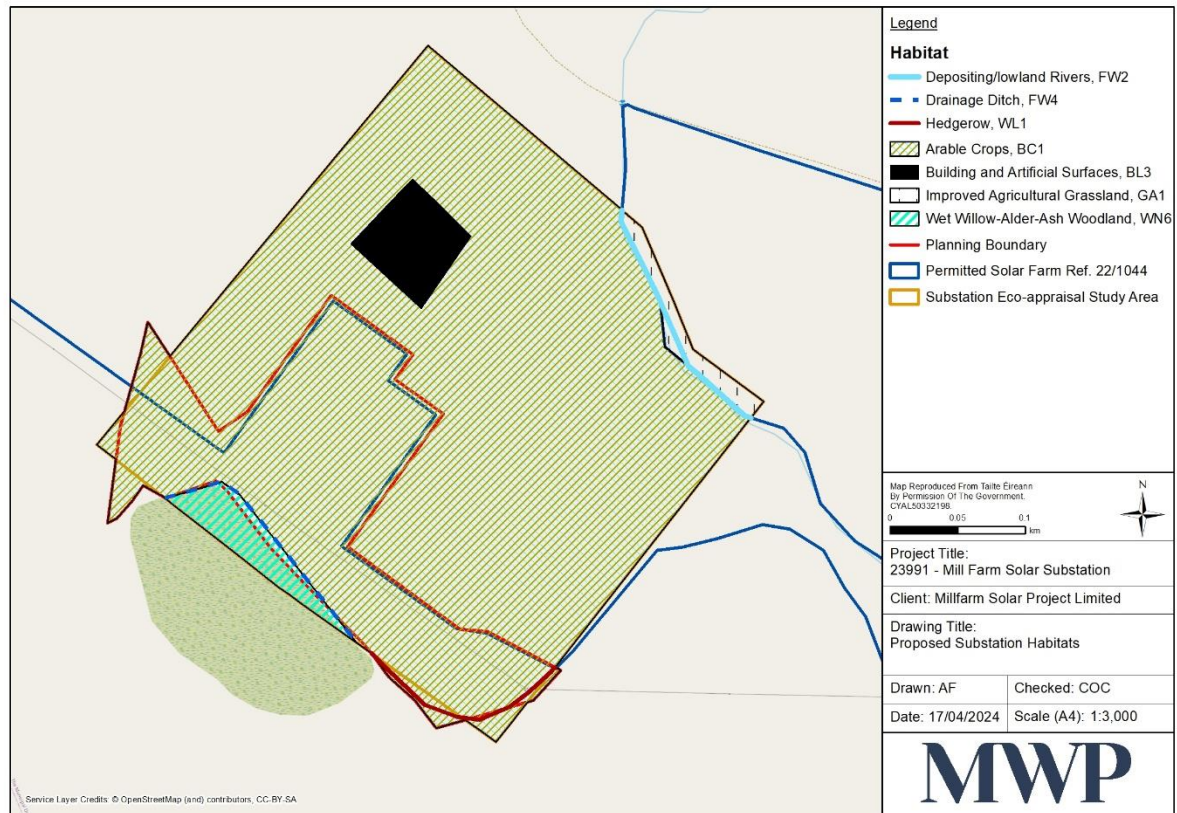 Legend
Habitat
Depositing/lowland Rivers, FW2
Drainage Ditch, FW4
Hedgerow, WL1
Arable Crops, BC1
Building and Artificial Surfaces, BL3
Improved Agricultural Grassland, GA1
Wet Willow-Alder-Ash Woodland, WN6
Planning Boundary
Permitted Solar Farm Ref. 22/1044
Substation Eco-appraisal Study Area
Map Reproduced From Tailte Éireann
By Permission Of The Government.
CYAL50332198.
N
0 0.05 0.1
km
Project Title:
23991 - Mill Farm Solar Substation
Client: Millfarm Solar Project Limited
Drawing Title:
Proposed Substation Habitats
Drawn: AF Checked: COC
Date: 17/04/2024 Scale (A4): 1:3,000
MWP
Service Layer Credits: © OpenStreetMap (and) contributors, CC-BY-SA